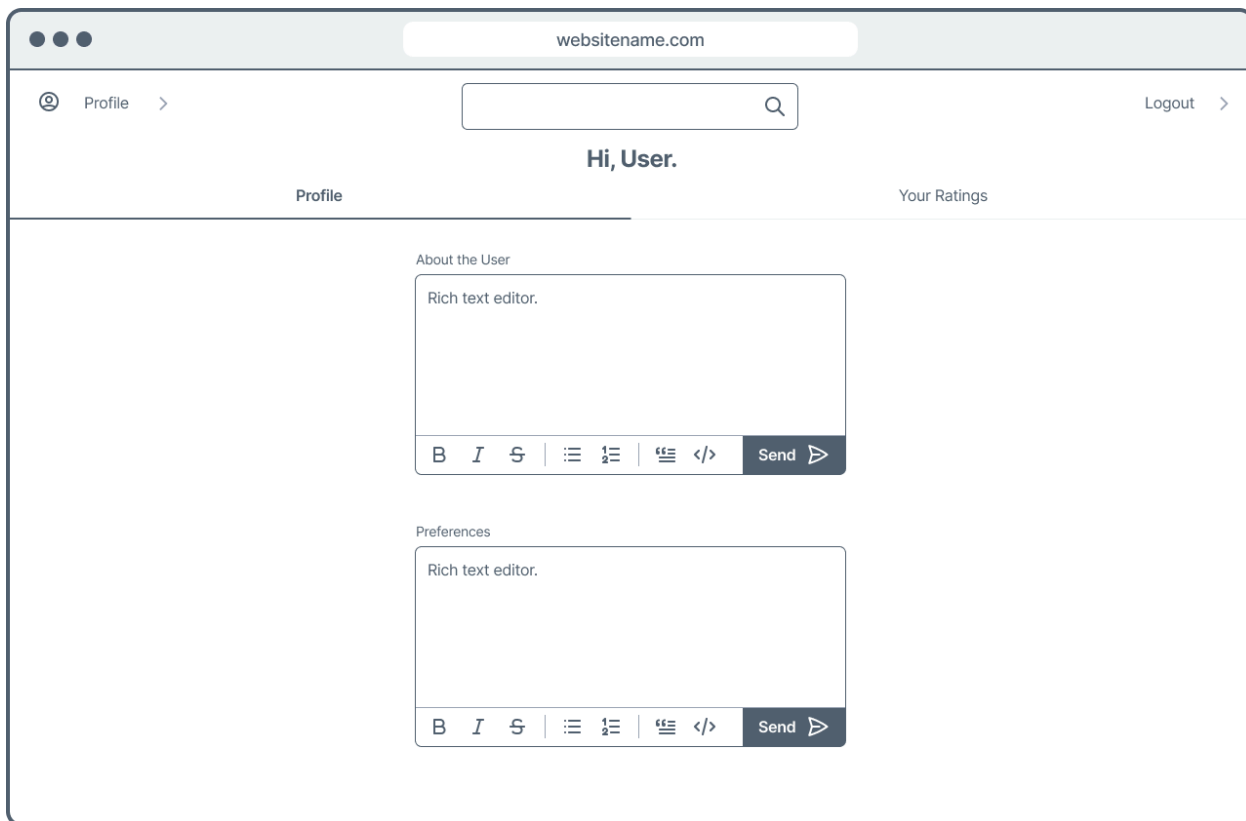 websitename.com
Profile
Logout
Hi, User.
Profile
Your Ratings
About the User
Rich text editor.
B I S
Send
Preferences
Rich text editor.
B I S
Send